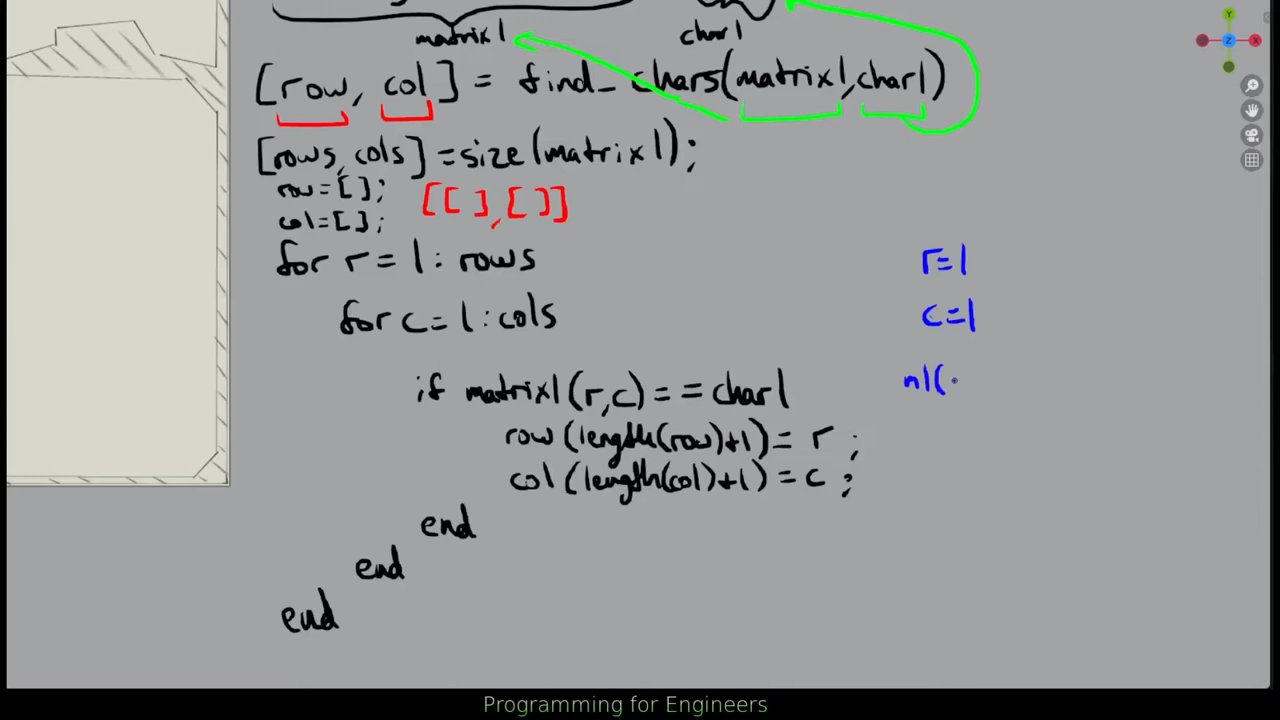 matrix1 char1
[row, col] = find_chars(matrix1,char1)
[rows,cols] =size(matrix1);
row=[];
col=[]; [[],[]]
for r = 1:rows r=1
for c = 1:cols c=1
if matrix1(r,c)==char1 m1(
row(length(row)+1)= r ;
col(length(col)+1)=c ;
end
end
end
Programming for Engineers